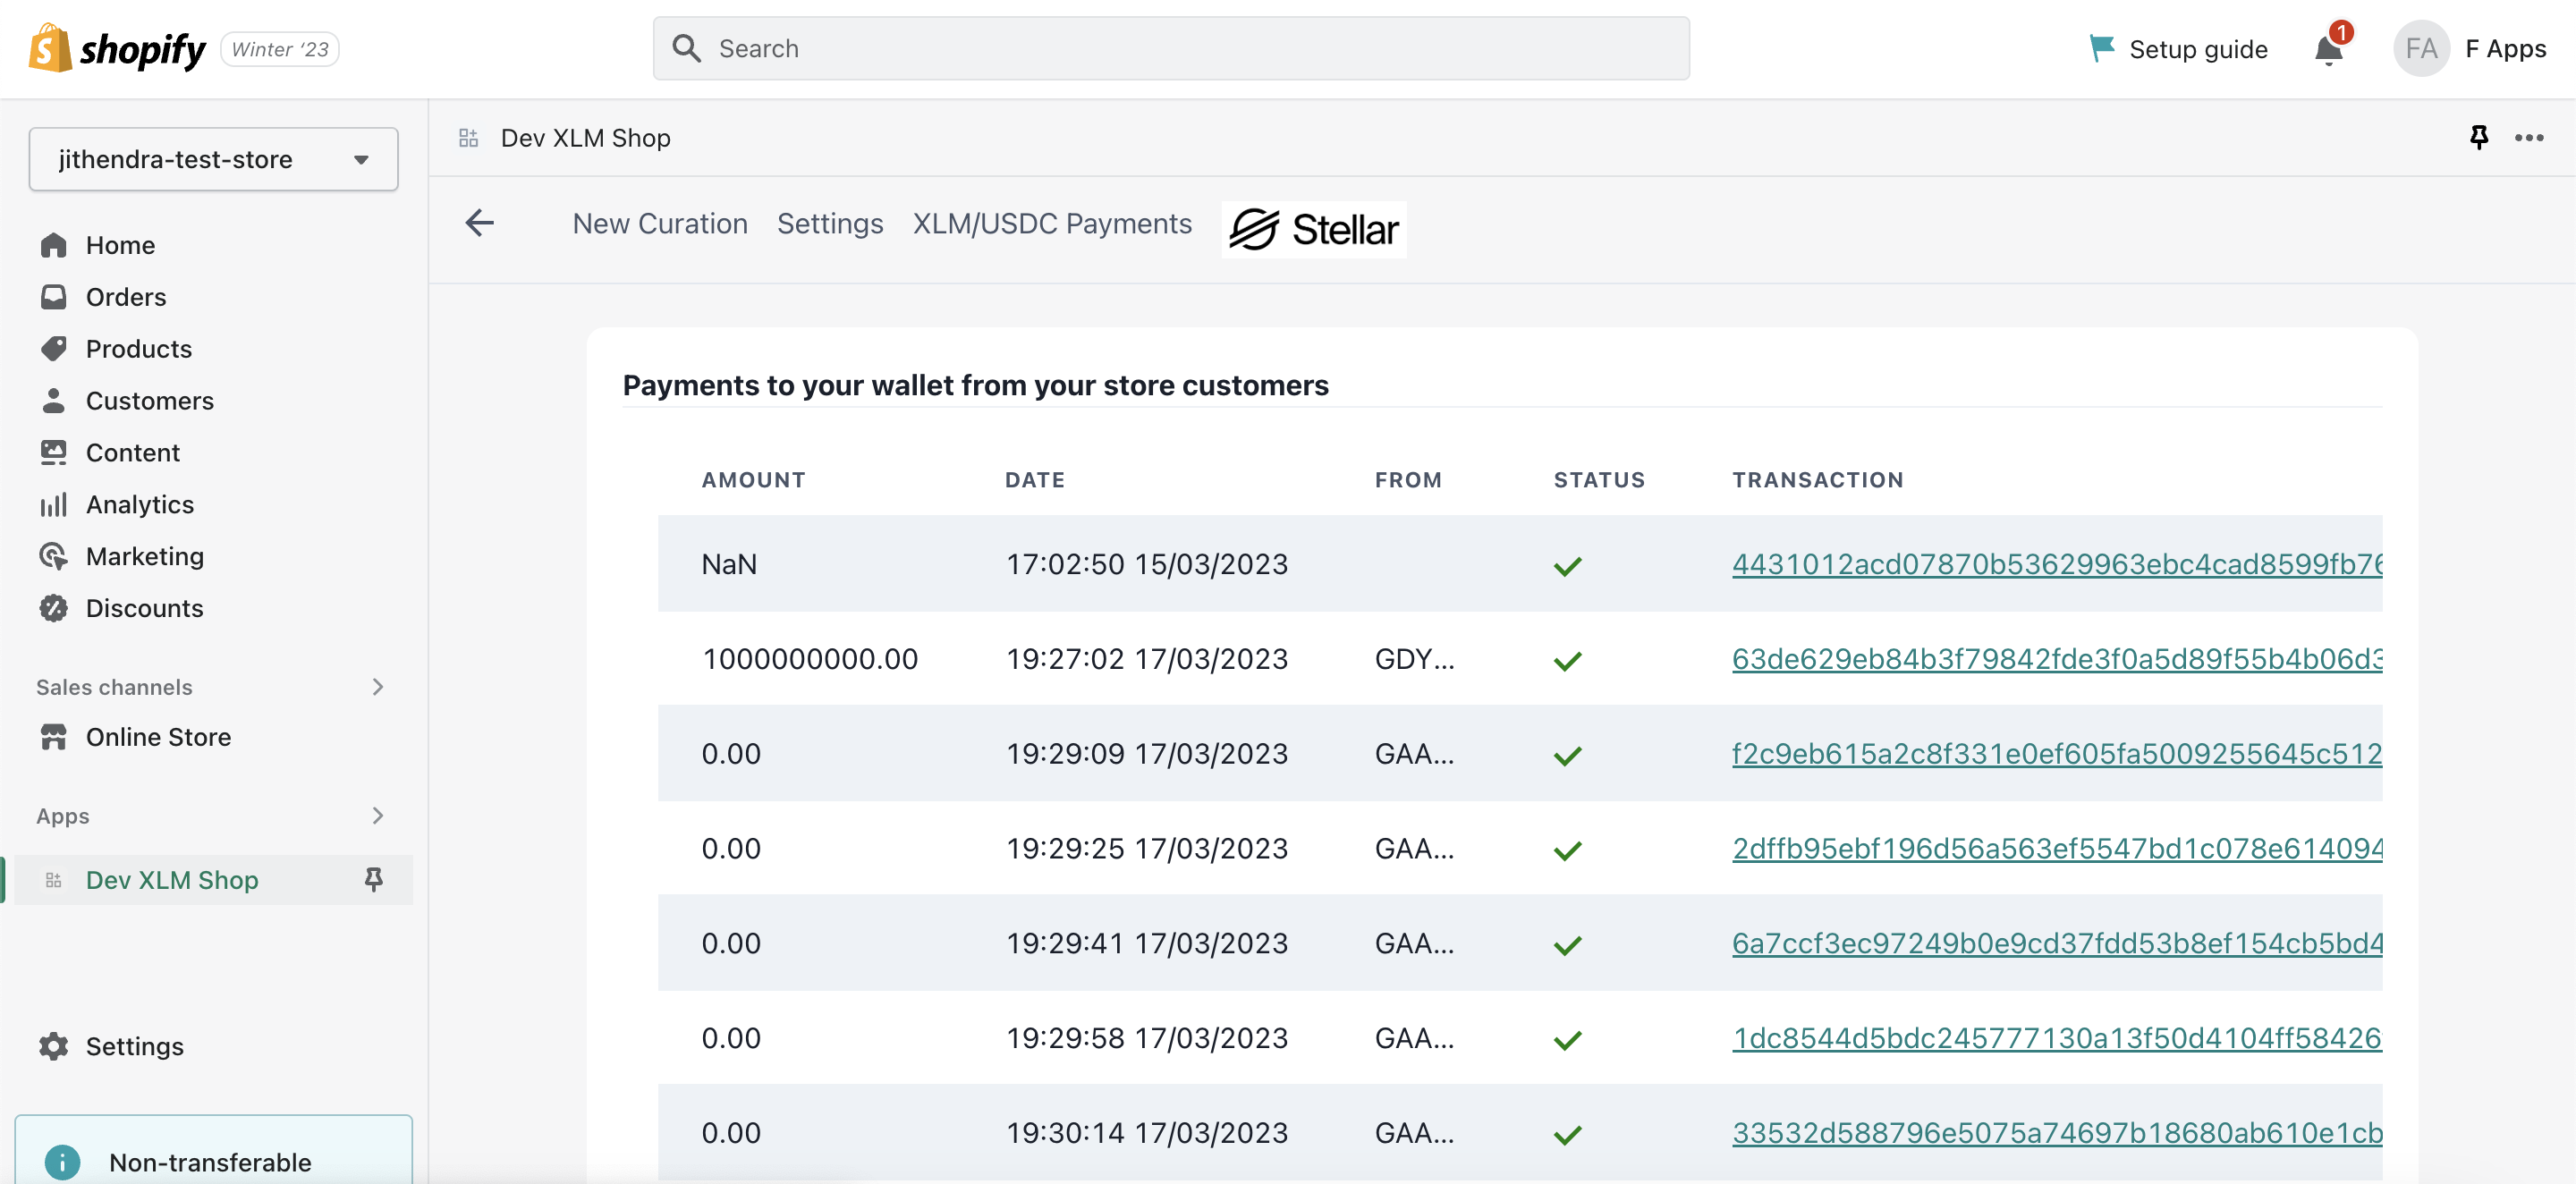 shopify Winter ‘23
Search
Setup guide
1
FA F Apps
jithendra-test-store
Home
Orders
Products
Customers
Content
Analytics
Marketing
Discounts
Sales channels
Online Store
Apps
Dev XLM Shop
Settings
Non-transferable
Dev XLM Shop
New Curation Settings XLM/USDC Payments Stellar
Payments to your wallet from your store customers
AMOUNT DATE FROM STATUS TRANSACTION
NaN 17:02:50 15/03/2023 4431012acd07870b53629963ebc4cad8599fb76
1000000000.00 19:27:02 17/03/2023 GDY... 63de629eb84b3f79842fde3f0a5d89f55b4b06d3
0.00 19:29:09 17/03/2023 GAA... f2c9eb615a2c8f331e0ef605fa5009255645c512
0.00 19:29:25 17/03/2023 GAA... 2dffb95ebf196d56a563ef5547bd1c078e614094
0.00 19:29:41 17/03/2023 GAA... 6a7ccf3ec97249b0e9cd37fdd53b8ef154cb5bd4
0.00 19:29:58 17/03/2023 GAA... 1dc8544d5bdc245777130a13f50d4104ff58426
0.00 19:30:14 17/03/2023 GAA... 33532d588796e5075a74697b18680ab610e1cb